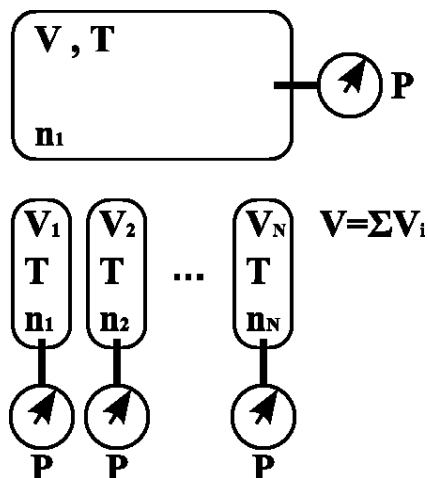 V , T
P
n₁
V₁ V₂ ... V_N V=ΣVᵢ
T T T
n₁ n₂ n_N
P P P